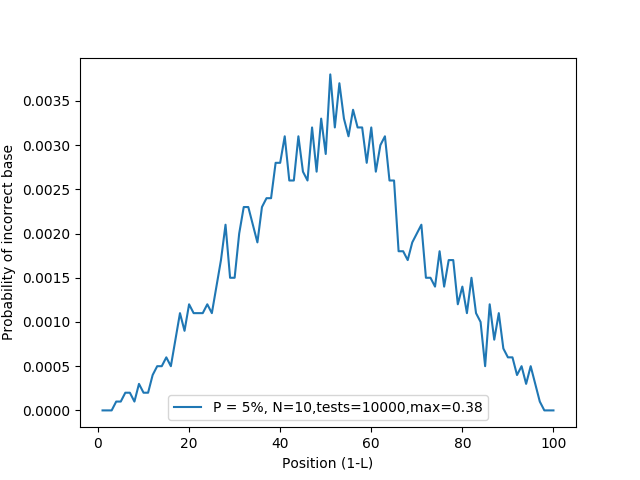 0.0035
0.0030
0.0025
0.0020
0.0015
0.0010
0.0005
0.0000
Probability of incorrect base
P = 5%, N=10,tests=10000,max=0.38
0 20 40 60 80 100
Position (1-L)